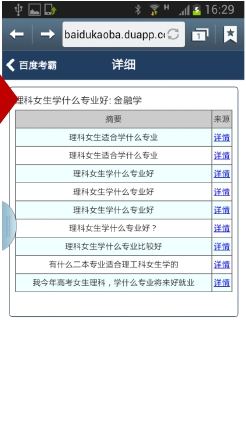 16:29
baidukaoba.duapp.c
1
百度考霸
详细
理科女生学什么专业好: 金融学
摘要 来源
理科女生适合学什么专业 详情
理科女生适合学什么专业 详情
理科女生学什么专业好 详情
理科女生学什么专业好 详情
理科女生学什么专业好 详情
理科女生学什么专业好？ 详情
理科女生学什么专业比较好 详情
有什么二本专业适合理工科女生学的 详情
我今年高考女生理科，学什么专业将来好就业 详情